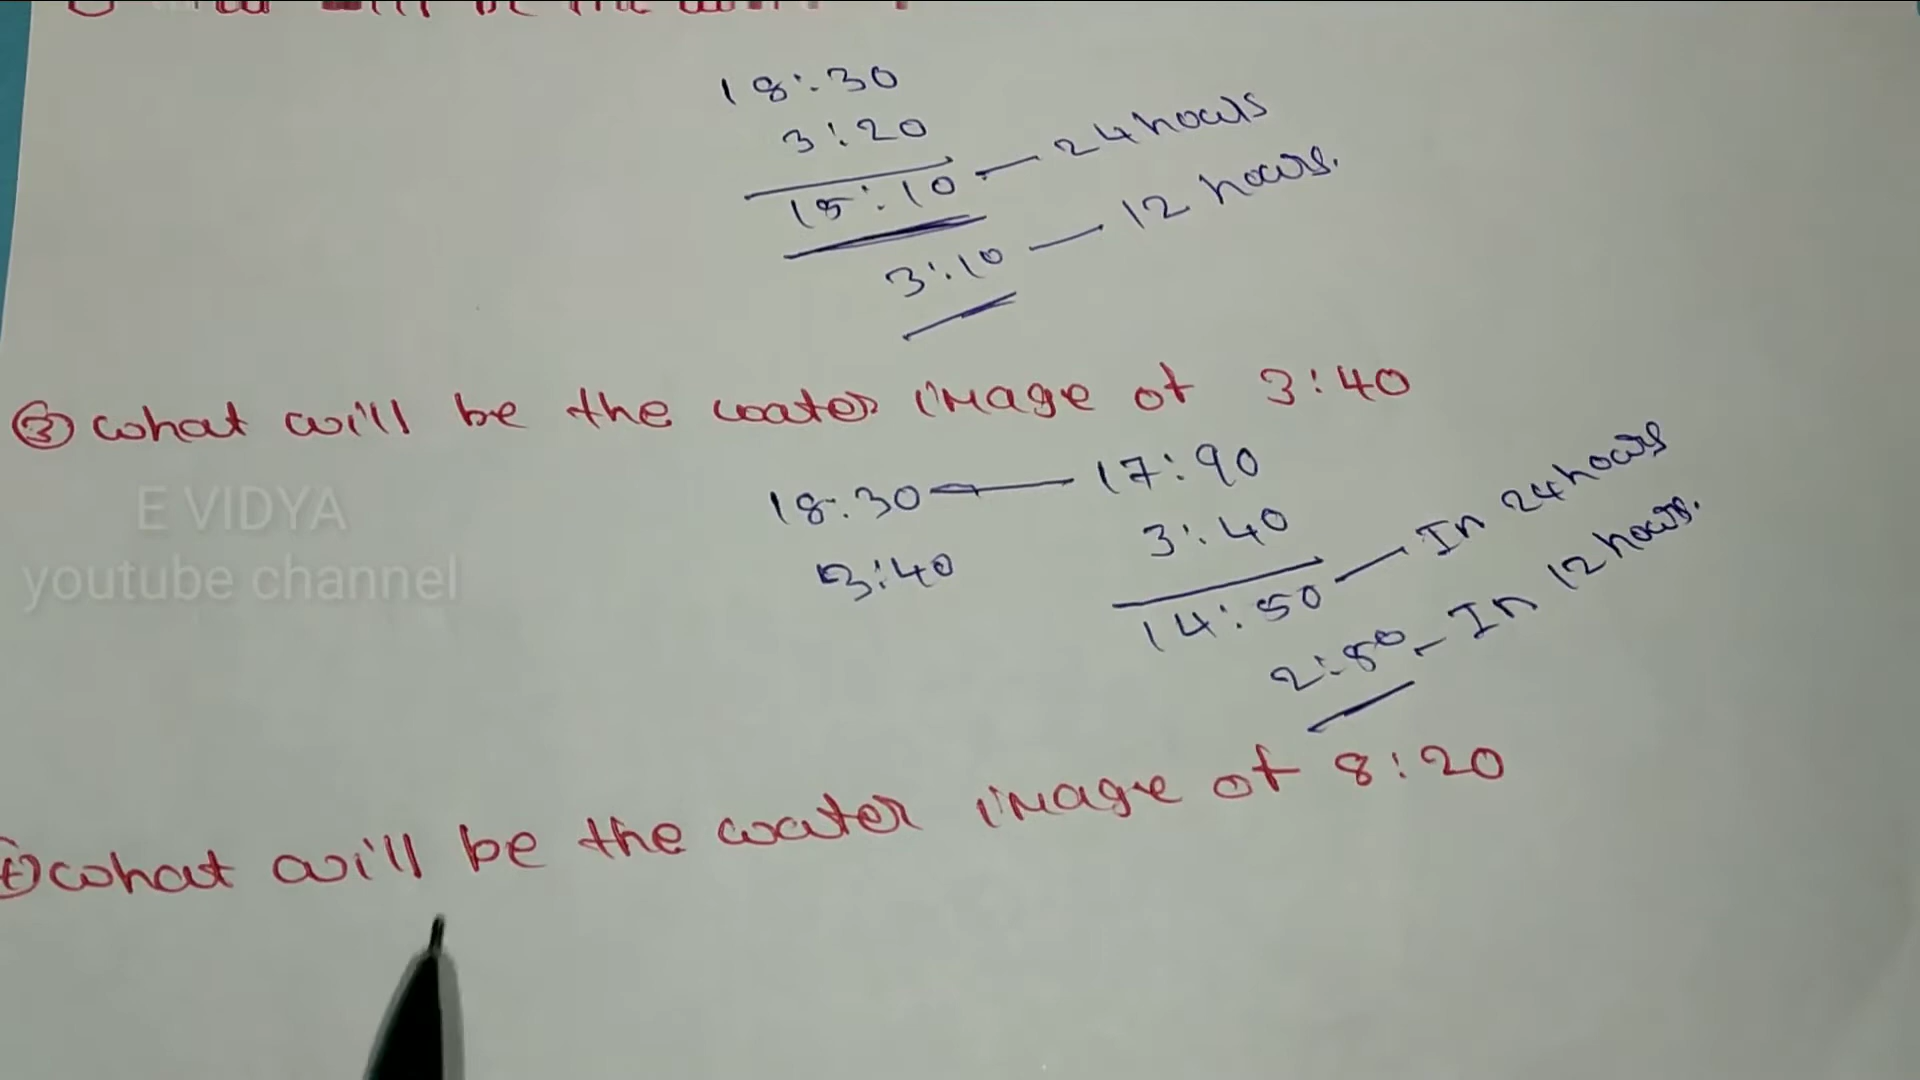 18:30
3:20
15:10 — 24 hours
3:10 — 12 hours.
③ What will be the water image of 3:40
18:30 — 17:90
3:40 3:40
14:50 — In 24 hours
2:50 — In 12 hours.
What will be the water image of 8:20
E VIDYA
youtube channel